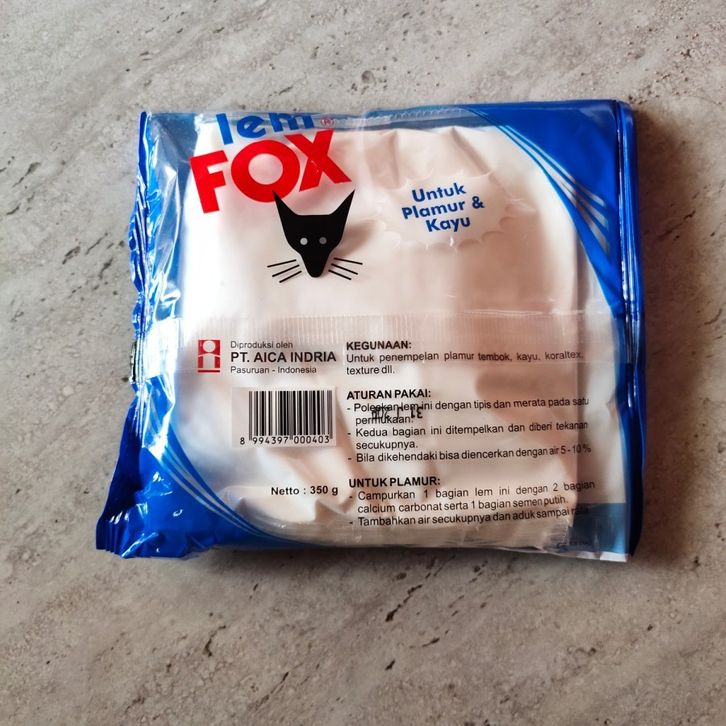 lem®
FOX
Untuk
Plamur &
Kayu
Diproduksi oleh
PT. AICA INDRIA
Pasuruan - Indonesia
8 994397 000403
Netto : 350 g
KEGUNAAN:
Untuk penempelan plamur tembok, kayu, koraltex,
texture dll.
ATURAN PAKAI:
- Poleskan lem ini dengan tipis dan merata pada satu
permukaan.
- Kedua bagian ini ditempelkan dan diberi tekanan
secukupnya.
- Bila dikehendaki bisa diencerkan dengan air 5 - 10 %
UNTUK PLAMUR:
- Campurkan 1 bagian lem ini dengan 2 bagian
calcium carbonat serta 1 bagian semen putih.
- Tambahkan air secukupnya dan aduk sampai rata.